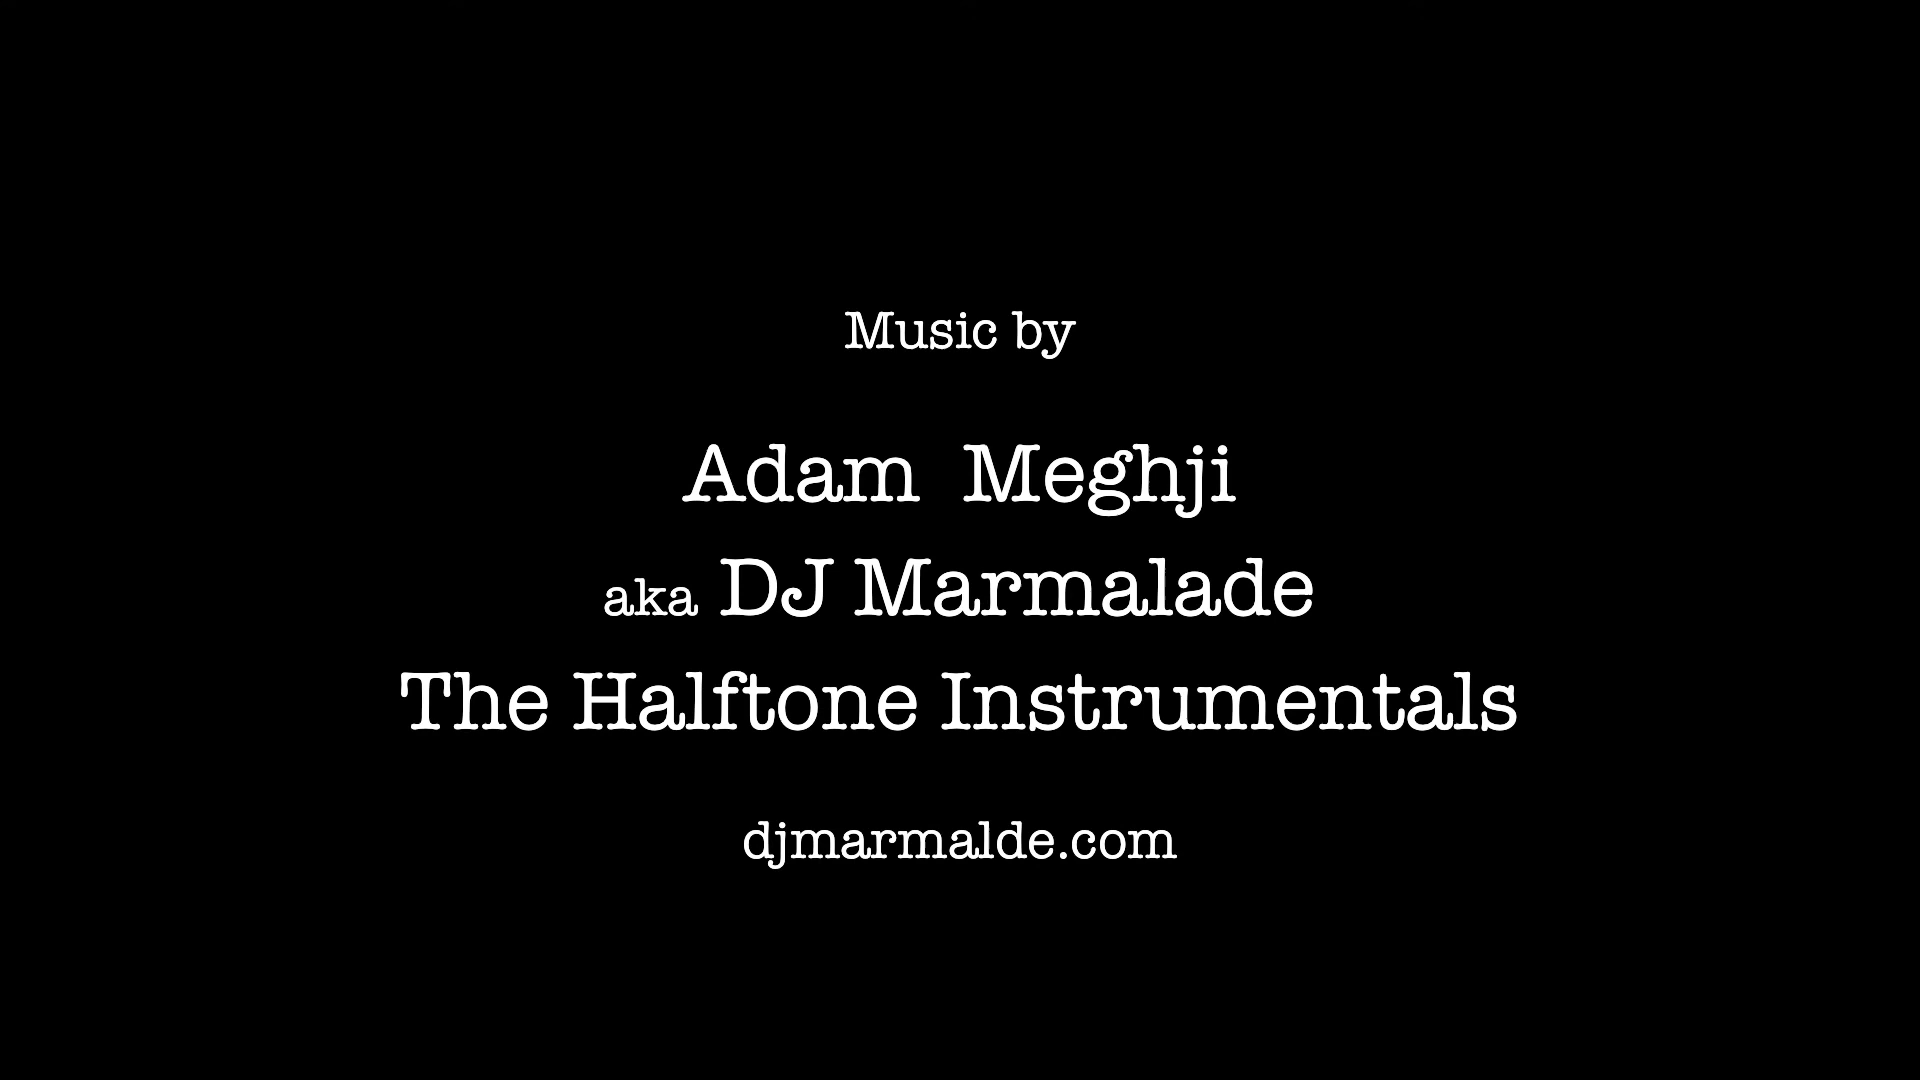 Music by
Adam Meghji
aka DJ Marmalade
The Halftone Instrumentals
djmarmalde.com